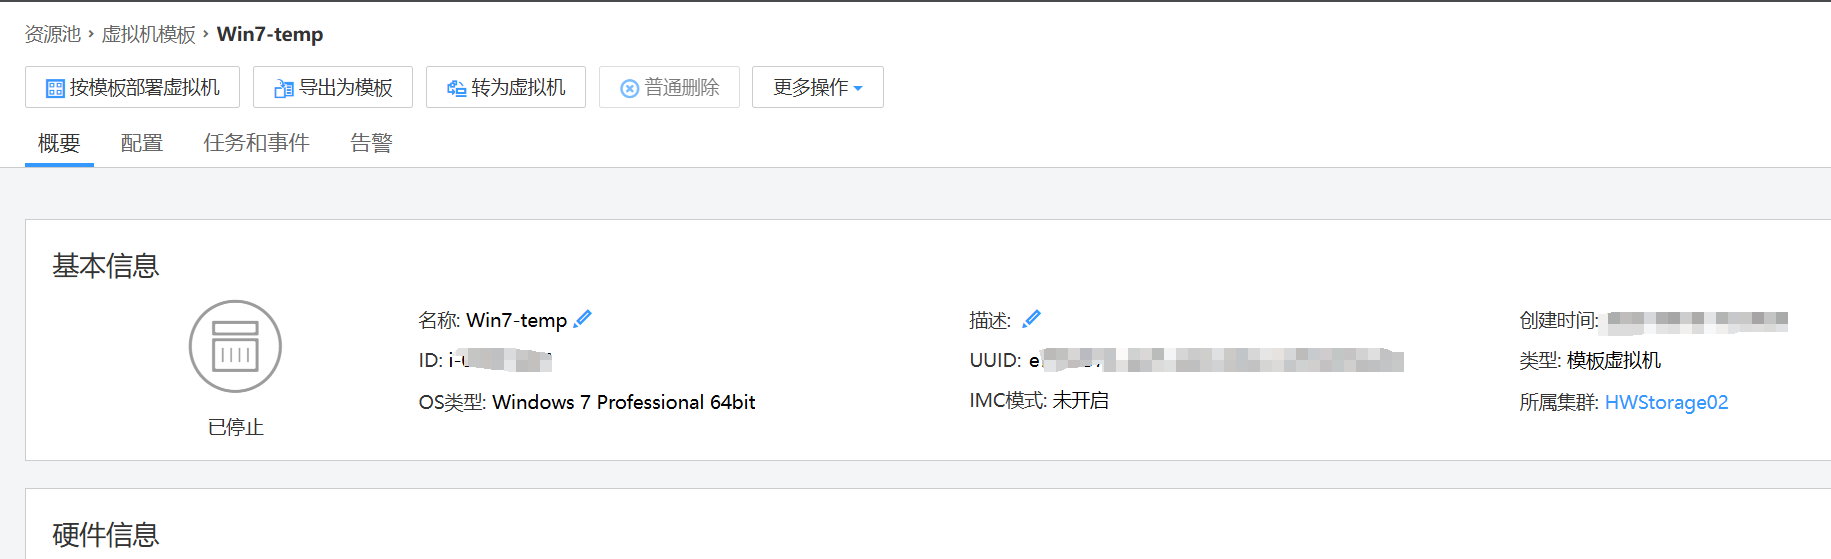 资源池 › 虚拟机模板 › Win7-temp
按模板部署虚拟机 导出为模板 转为虚拟机 普通删除 更多操作
概要 配置 任务和事件 告警
基本信息
名称: Win7-temp 描述: 创建时间:
ID: i- UUID: e 类型: 模板虚拟机
OS类型: Windows 7 Professional 64bit IMC模式: 未开启 所属集群: HWStorage02
已停止
硬件信息